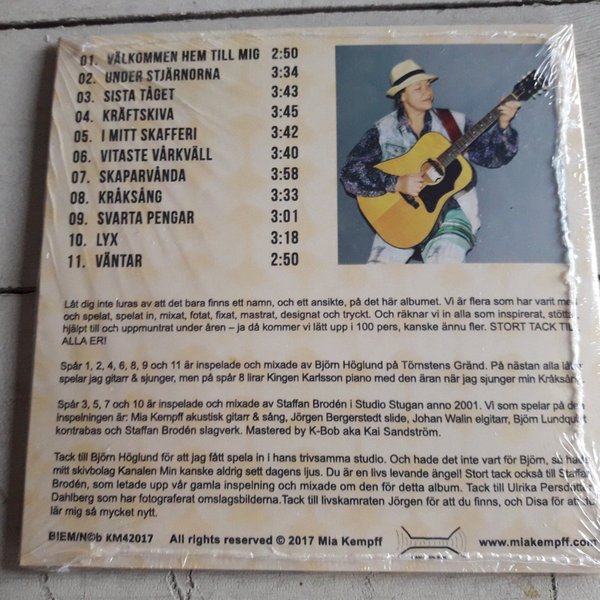 01. VÄLKOMMEN HEM TILL MIG 2:50
02. UNDER STJÄRNORNA 3:34
03. SISTA TÅGET 3:43
04. KRÄFTSKIVA 3:45
05. I MITT SKAFFERI 3:42
06. VITASTE VÅRKVÄLL 3:40
07. SKAPARVÅNDA 3:58
08. KRÅKSÅNG 3:33
09. SVARTA PENGAR 3:01
10. LYX 3:18
11. VÄNTAR 2:50
Låt dig inte luras av att det bara finns ett namn, och ett ansikte, på det här albumet. Vi är flera som har varit med
och spelat, spelat in, mixat, fotat, fixat, mastrat, designat och tryckt. Och räknar vi in alla som inspirerat, stöttat,
hjälpt till och uppmuntrat under åren – ja då kommer vi lätt upp i 100 pers, kanske ännu fler. STORT TACK TILL
ALLA ER!
Spår 1, 2, 4, 6, 8, 9 och 11 är inspelade och mixade av Björn Höglund på Törnstens Gränd. På nästan alla låtar
spelar jag gitarr & sjunger, men på spår 8 lirar Kingen Karlsson piano med den äran när jag sjunger min Kråksång.
Spår 3, 5, 7 och 10 är inspelade och mixade av Staffan Brodén i Studio Stugan anno 2001. Vi som spelar på den
inspelningen är: Mia Kempff akustisk gitarr & sång, Jörgen Bergerstedt slide, Johan Walin elgitarr, Björn Lundquist
kontrabas och Staffan Brodén slagverk. Mastered by K-Bob aka Kai Sandström.
Tack till Björn Höglund för att jag fått spela in i hans trivsamma studio. Och hade det inte vart för Björn, så hade
mitt skivbolag Kanalen Min kanske aldrig sett dagens ljus. Du är en livs levande ängel! Stort tack också till Staffan
Brodén, som letade upp vår gamla inspelning och mixade om den för detta album. Tack till Ulrika Persdotter
Dahlberg som har fotograferat omslagsbilderna.Tack till livskamraten Jörgen för att du finns, och Disa för att du
lär mig så mycket nytt.
BIEM/N©b KM42017 All rights reserved © 2017 Mia Kempff www.miakempff.com